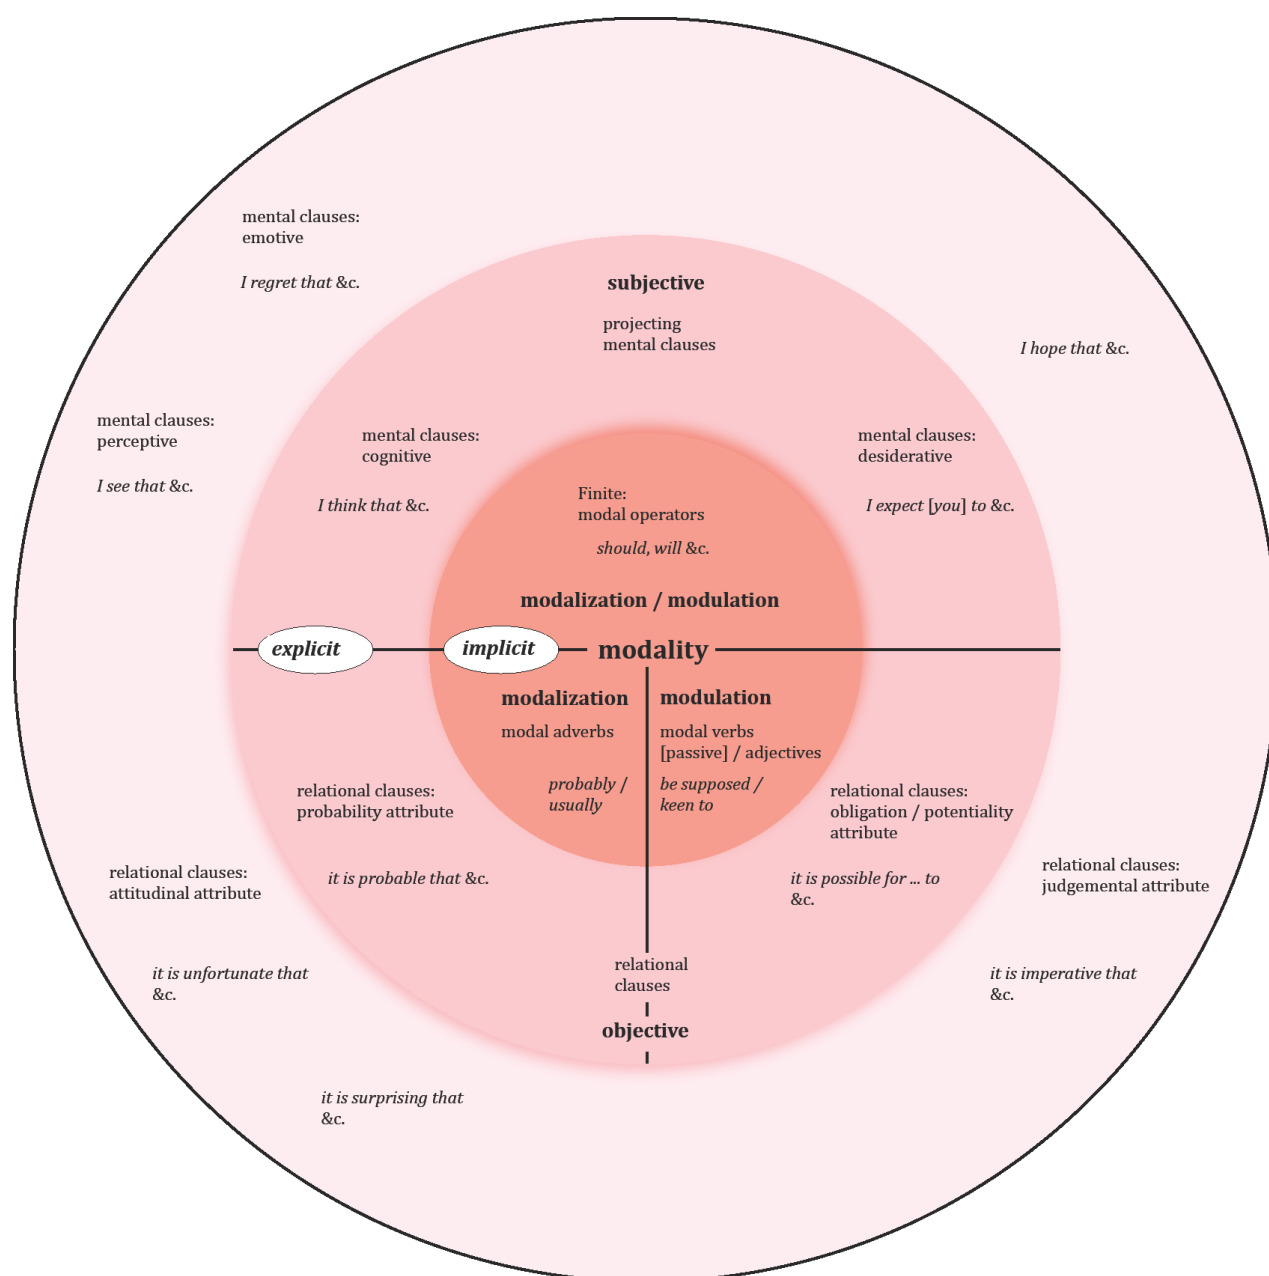 mental clauses:
emotive
I regret that &c.
subjective
projecting
mental clauses
I hope that &c.
mental clauses:
perceptive
I see that &c.
mental clauses:
cognitive
I think that &c.
mental clauses:
desiderative
I expect [you] to &c.
Finite:
modal operators
should, will &c.
modalization / modulation
explicit
implicit
modality
modalization
modal adverbs
probably /
usually
modulation
modal verbs
[passive] / adjectives
be supposed /
keen to
relational clauses:
probability attribute
it is probable that &c.
relational clauses:
obligation / potentiality
attribute
it is possible for ... to
&c.
relational clauses:
attitudinal attribute
it is unfortunate that
&c.
relational clauses:
judgemental attribute
it is imperative that
&c.
relational
clauses
objective
it is surprising that
&c.